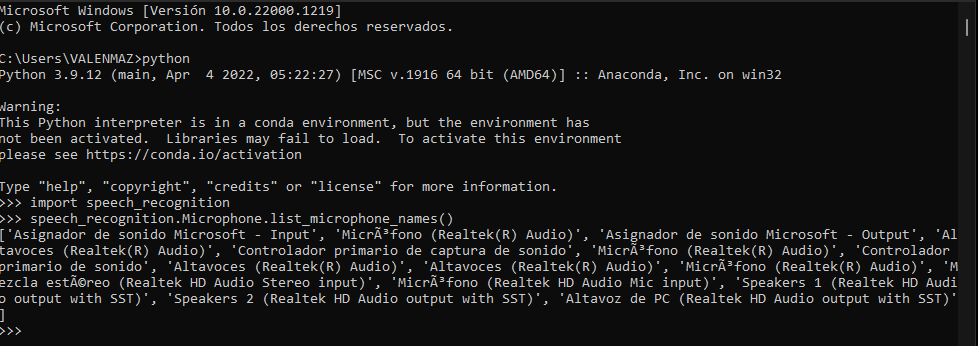 Microsoft Windows [Versión 10.0.22000.1219]
(c) Microsoft Corporation. Todos los derechos reservados.
C:\Users\VALENMAZ>python
Python 3.9.12 (main, Apr  4 2022, 05:22:27) [MSC v.1916 64 bit (AMD64)] :: Anaconda, Inc. on win32
Warning:
This Python interpreter is in a conda environment, but the environment has
not been activated.  Libraries may fail to load.  To activate this environment
please see https://conda.io/activation
Type "help", "copyright", "credits" or "license" for more information.
>>> import speech_recognition
>>> speech_recognition.Microphone.list_microphone_names()
['Asignador de sonido Microsoft - Input', 'MicrÃ³fono (Realtek(R) Audio)', 'Asignador de sonido Microsoft - Output', 'Al
tavoces (Realtek(R) Audio)', 'Controlador primario de captura de sonido', 'MicrÃ³fono (Realtek(R) Audio)', 'Controlador
primario de sonido', 'Altavoces (Realtek(R) Audio)', 'Altavoces (Realtek(R) Audio)', 'MicrÃ³fono (Realtek(R) Audio)', 'M
ezcla estÃ©reo (Realtek HD Audio Stereo input)', 'MicrÃ³fono (Realtek HD Audio Mic input)', 'Speakers 1 (Realtek HD Audi
o output with SST)', 'Speakers 2 (Realtek HD Audio output with SST)', 'Altavoz de PC (Realtek HD Audio output with SST)'
]
>>>